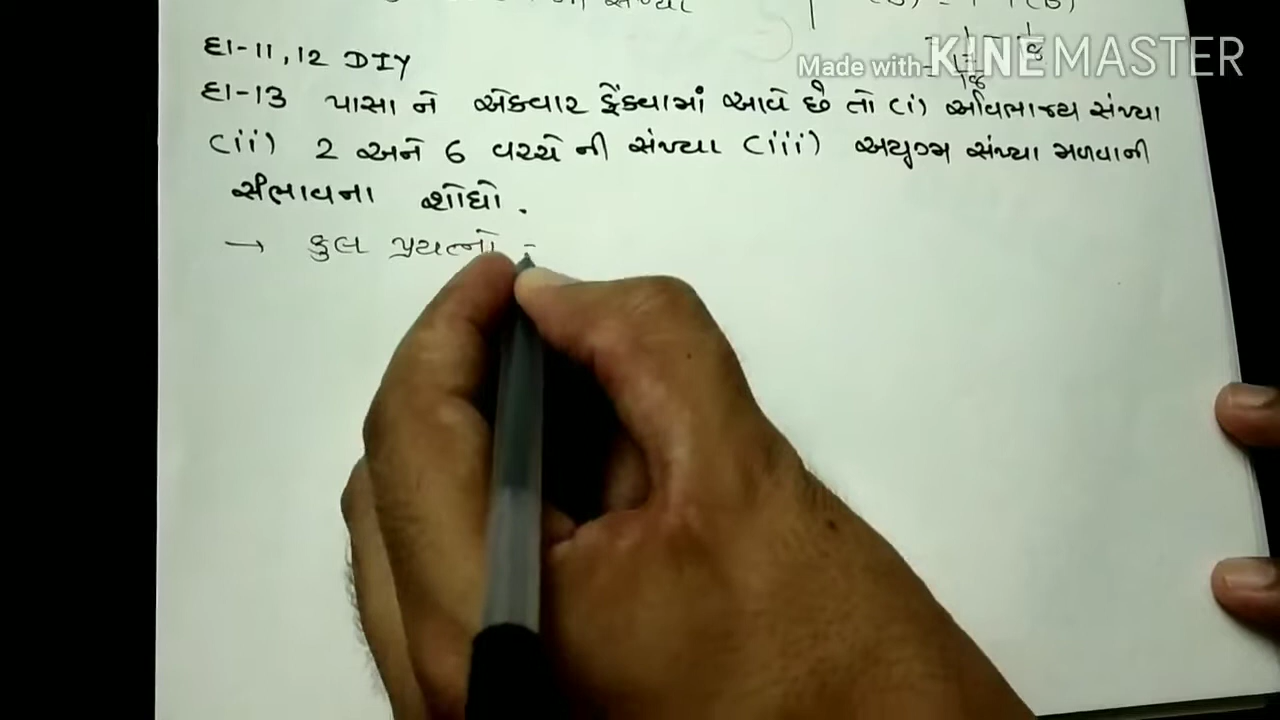 સંખ્યા
Made with KINEMASTER
દા-11,12 DIY
દા-13 પાસા ને એકવાર ફેંકવામાં આવે છે તો (i) અવિભાજ્ય સંખ્યા
(ii) 2 અને 6 વચ્ચે ની સંખ્યા (iii) અયુગ્મ સંખ્યા મળવાની
સંભાવના શોધો.
→ કુલ પ્રયત્નો =